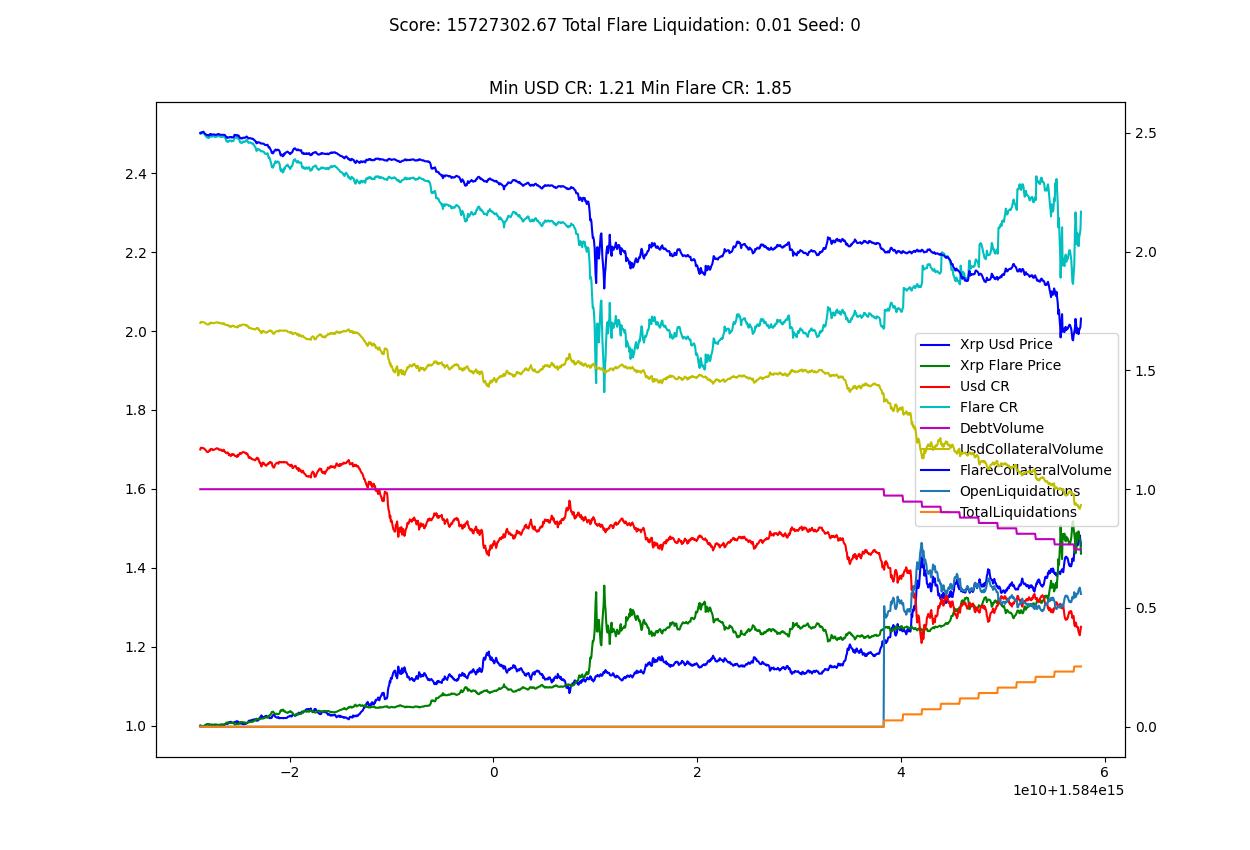 Score: 15727302.67 Total Flare Liquidation: 0.01 Seed: 0
Min USD CR: 1.21 Min Flare CR: 1.85
2.4
2.2
2.0
1.8
1.6
1.4
1.2
1.0
2.5
2.0
1.5
1.0
0.5
0.0
Xrp Usd Price
Xrp Flare Price
Usd CR
Flare CR
DebtVolume
UsdCollateralVolume
FlareCollateralVolume
OpenLiquidations
TotalLiquidations
−2
0
2
4
6
1e10+1.584e15